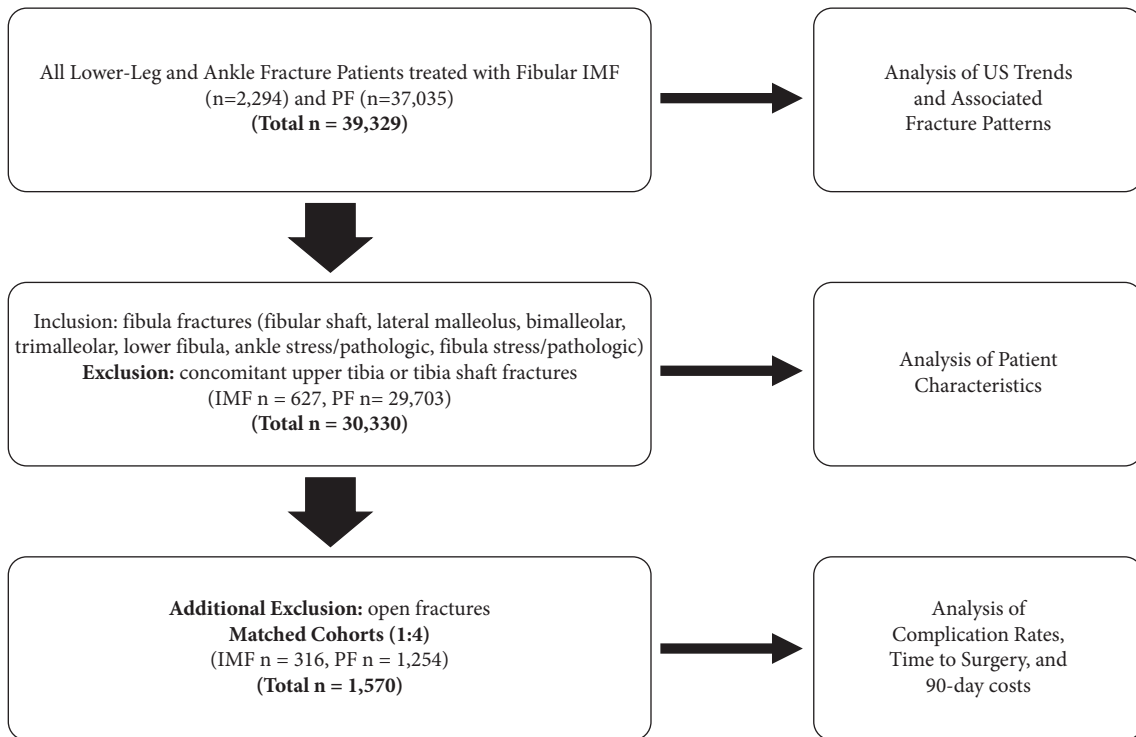 All Lower-Leg and Ankle Fracture Patients treated with Fibular IMF
(n=2,294) and PF (n=37,035)
(Total n = 39,329)
Analysis of US Trends
and Associated
Fracture Patterns
Inclusion: fibula fractures (fibular shaft, lateral malleolus, bimalleolar,
trimalleolar, lower fibula, ankle stress/pathologic, fibula stress/pathologic)
Exclusion: concomitant upper tibia or tibia shaft fractures
(IMF n = 627, PF n= 29,703)
(Total n = 30,330)
Analysis of Patient
Characteristics
Additional Exclusion: open fractures
Matched Cohorts (1:4)
(IMF n = 316, PF n = 1,254)
(Total n = 1,570)
Analysis of
Complication Rates,
Time to Surgery, and
90-day costs